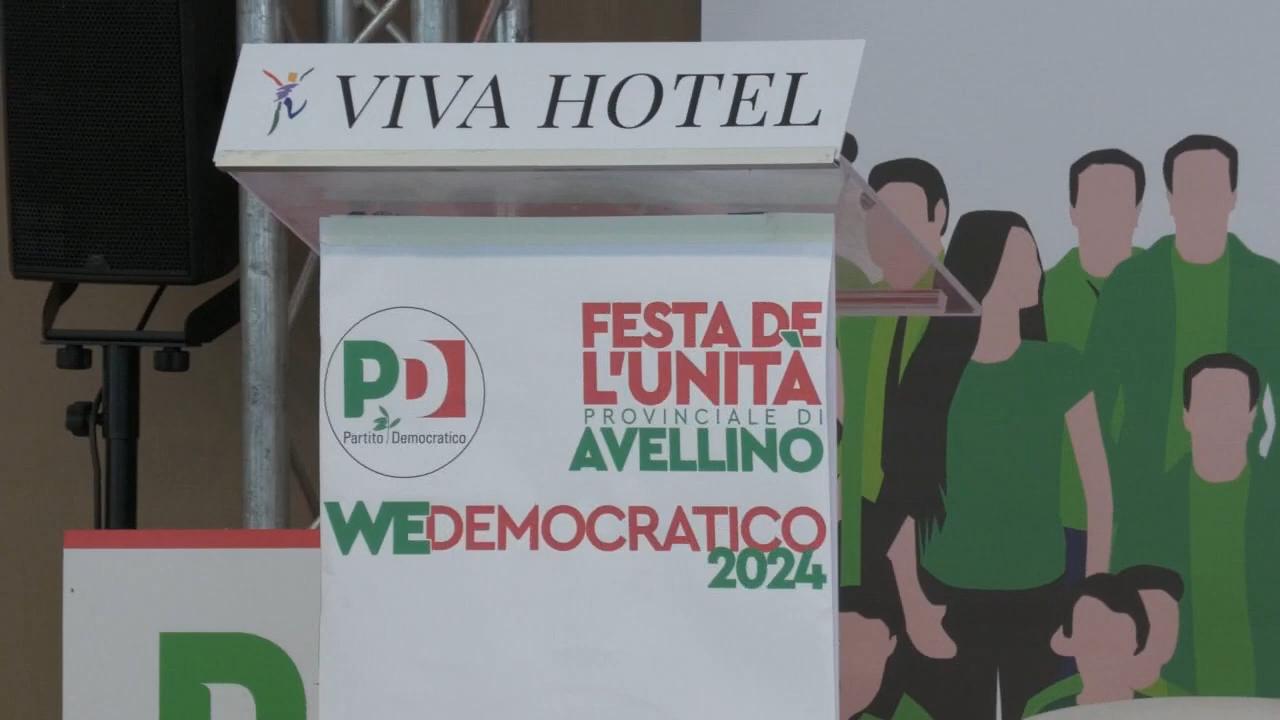 VIVA HOTEL
PD
Partito Democratico
FESTA DE
L'UNITÀ
PROVINCIALE DI
AVELLINO
WEDEMOCRATICO
2024